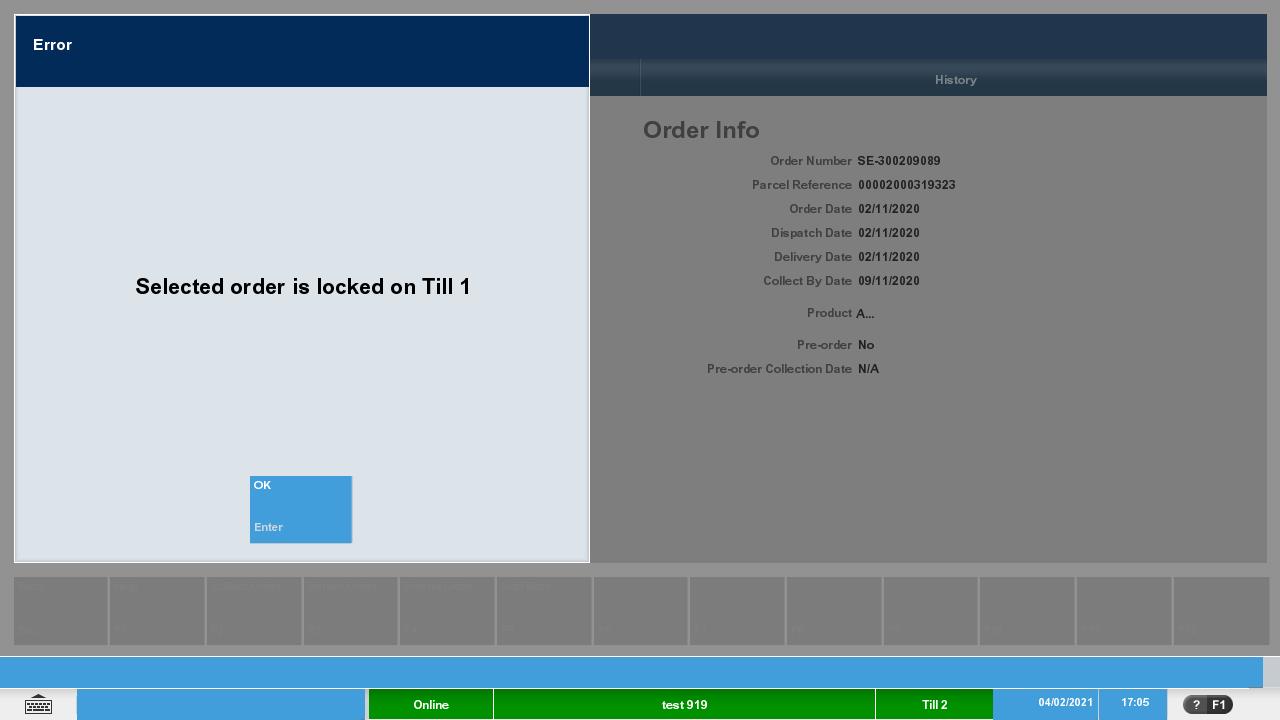 Error
History
Order Info
Order Number SE-300209089
Parcel Reference 00002000319323
Order Date 02/11/2020
Dispatch Date 02/11/2020
Delivery Date 02/11/2020
Collect By Date 09/11/2020
Product A...
Pre-order No
Pre-order Collection Date N/A
Selected order is locked on Till 1
OK
Enter
Online test 919 Till 2 04/02/2021 17:05 ? F1